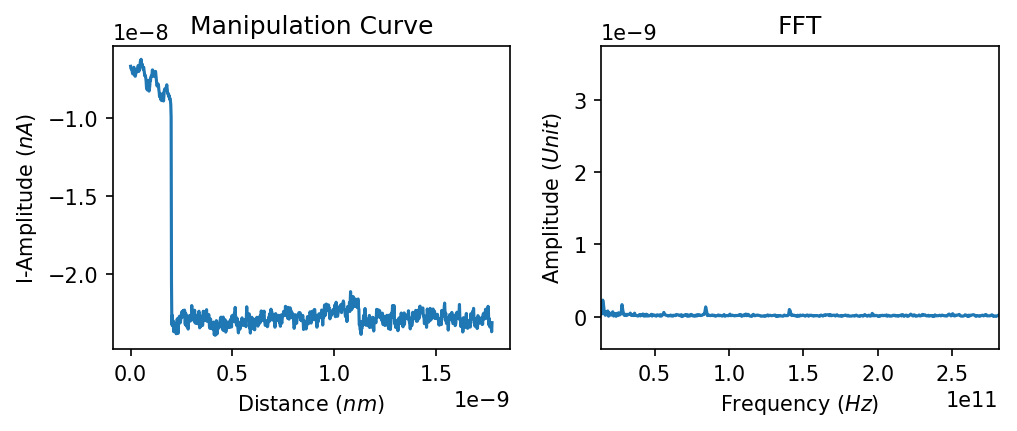 Manipulation Curve
1e−8
I-Amplitude (nA)
−1.0
−1.5
−2.0
0.0 0.5 1.0 1.5
1e−9
Distance (nm)
FFT
1e−9
Amplitude (Unit)
3
2
1
0
0.5 1.0 1.5 2.0 2.5
1e11
Frequency (Hz)